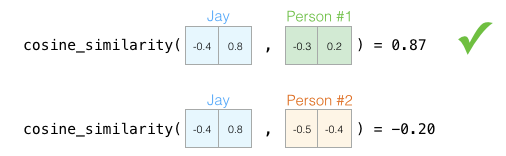 Jay Person #1
cosine_similarity( -0.4 0.8 , -0.3 0.2 ) = 0.87
Jay Person #2
cosine_similarity( -0.4 0.8 , -0.5 -0.4 ) = -0.20